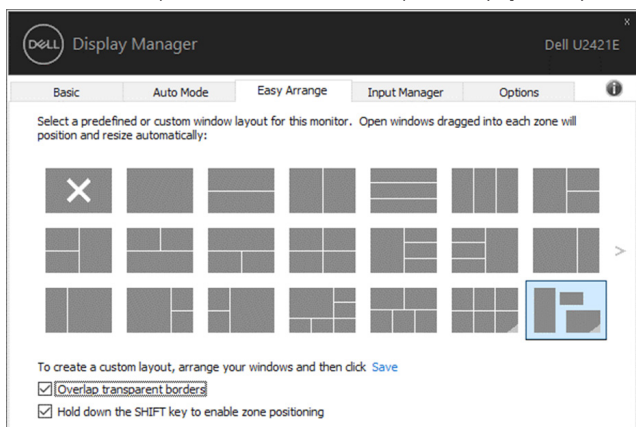 x
DELL Display Manager Dell U2421E
Basic Auto Mode Easy Arrange Input Manager Options
Select a predefined or custom window layout for this monitor. Open windows dragged into each zone will
position and resize automatically:
To create a custom layout, arrange your windows and then click Save
Overlap transparent borders
Hold down the SHIFT key to enable zone positioning